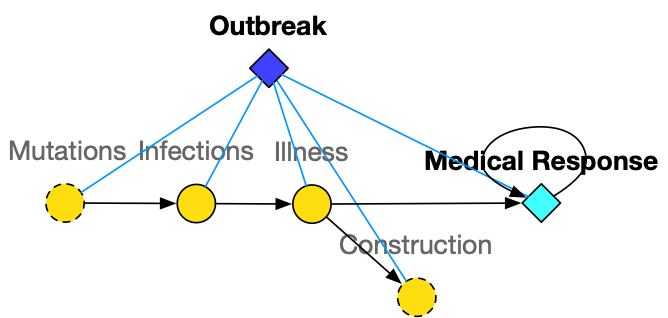 Outbreak
Mutations
Infections
Illness
Medical Response
Construction